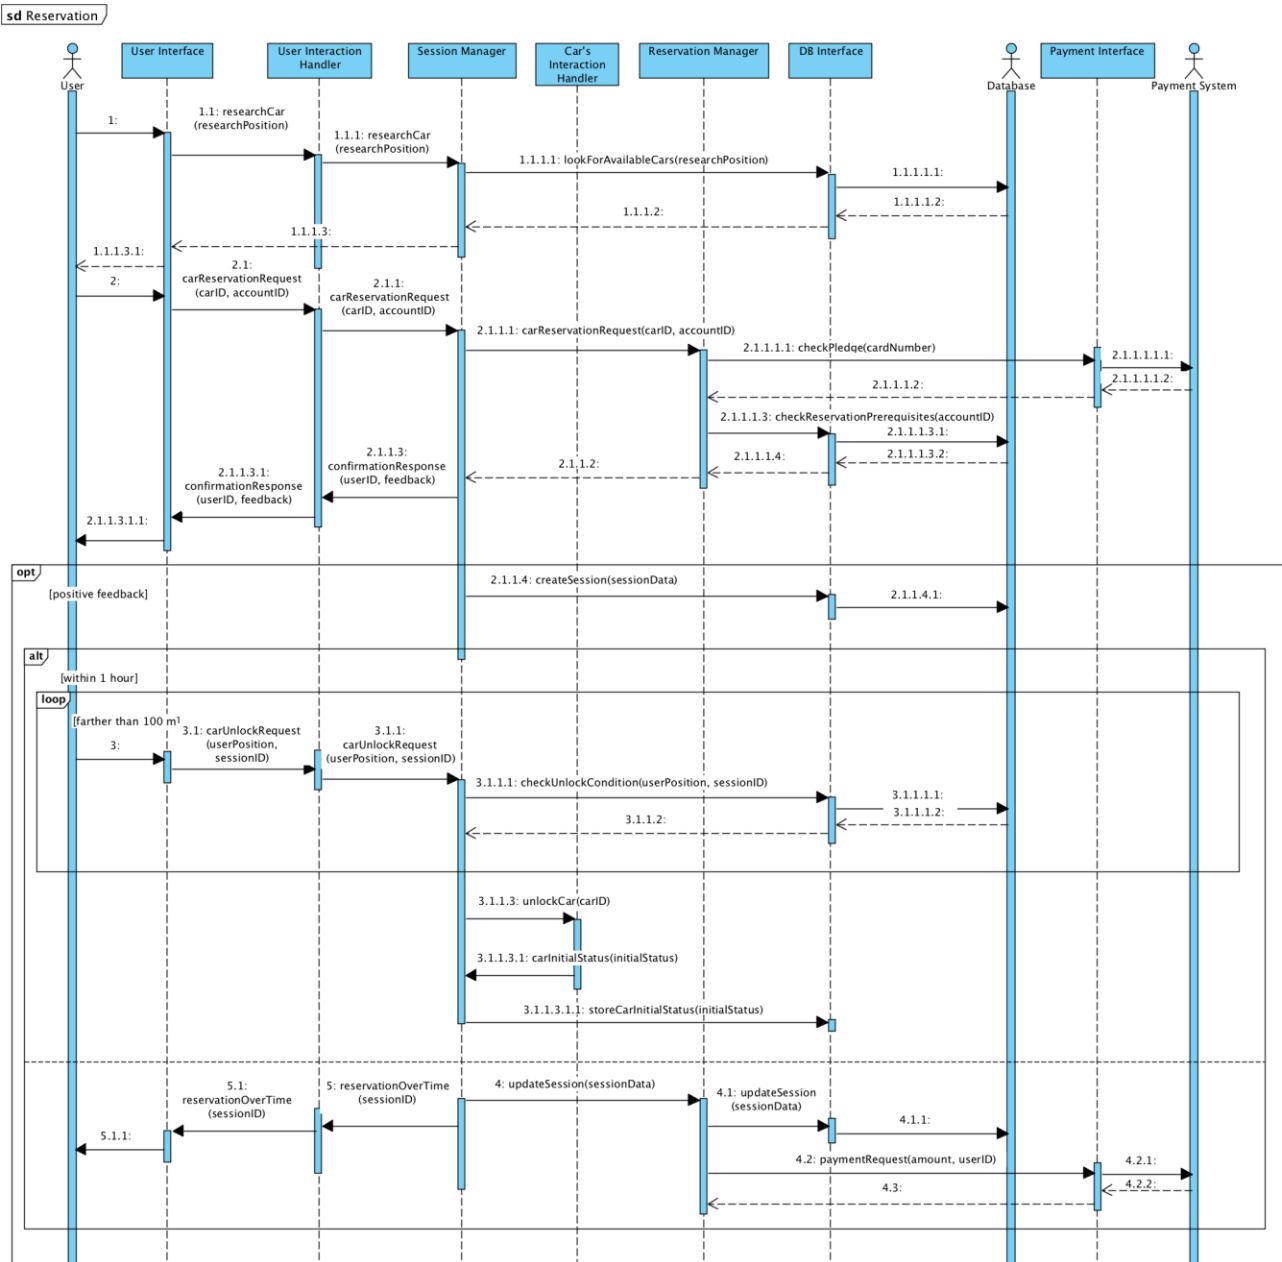 sd Reservation
User Interface
User Interaction
Handler
Session Manager
Car's
Interaction
Handler
Reservation Manager
DB Interface
Payment Interface
User
Database
Payment System
1:
1.1: researchCar
(researchPosition)
1.1.1: researchCar
(researchPosition)
1.1.1.1: lookForAvailableCars(researchPosition)
1.1.1.1.1:
1.1.1.1.2:
1.1.1.2:
1.1.1.3:
1.1.1.3.1:
2:
2.1:
carReservationRequest
(carID, accountID)
2.1.1:
carReservationRequest
(carID, accountID)
2.1.1.1: carReservationRequest(carID, accountID)
2.1.1.1.1: checkPledge(cardNumber)
2.1.1.1.1.1:
2.1.1.1.1.2:
2.1.1.1.2:
2.1.1.1.3: checkReservationPrerequisites(accountID)
2.1.1.1.3.1:
2.1.1.1.3.2:
2.1.1.1.4:
2.1.1.2:
2.1.1.3:
confirmationResponse
(userID, feedback)
2.1.1.3.1:
confirmationResponse
(userID, feedback)
2.1.1.3.1.1:
opt
[positive feedback]
2.1.1.4: createSession(sessionData)
2.1.1.4.1:
alt
[within 1 hour]
loop
[farther than 100 m]
3:
3.1: carUnlockRequest
(userPosition,
sessionID)
3.1.1:
carUnlockRequest
(userPosition, sessionID)
3.1.1.1: checkUnlockCondition(userPosition, sessionID)
3.1.1.1.1:
3.1.1.1.2:
3.1.1.2:
3.1.1.3: unlockCar(carID)
3.1.1.3.1: carInitialStatus(initialStatus)
3.1.1.3.1.1: storeCarInitialStatus(initialStatus)
4: updateSession(sessionData)
4.1: updateSession
(sessionData)
4.1.1:
5: reservationOverTime
(sessionID)
5.1:
reservationOverTime
(sessionID)
5.1.1:
4.2: paymentRequest(amount, userID)
4.2.1:
4.2.2:
4.3: